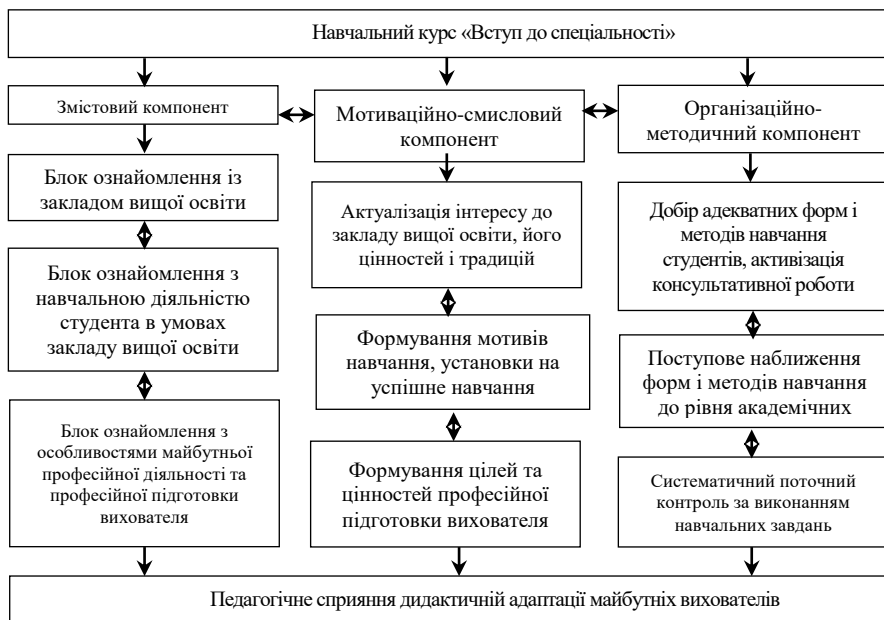 Навчальний курс «Вступ до спеціальності»
Змістовий компонент
Мотиваційно-смисловий
компонент
Організаційно-
методичний компонент
Блок ознайомлення із
закладом вищої освіти
Блок ознайомлення з
навчальною діяльністю
студента в умовах
закладу вищої освіти
Блок ознайомлення з
особливостями майбутньої
професійної діяльності та
професійної підготовки
вихователя
Актуалізація інтересу до
закладу вищої освіти, його
цінностей і традицій
Формування мотивів
навчання, установки на
успішне навчання
Формування цілей та
цінностей професійної
підготовки вихователя
Добір адекватних форм і
методів навчання
студентів, активізація
консультативної роботи
Поступове наближення
форм і методів навчання
до рівня академічних
Систематичний поточний
контроль за виконанням
навчальних завдань
Педагогічне сприяння дидактичній адаптації майбутніх вихователів